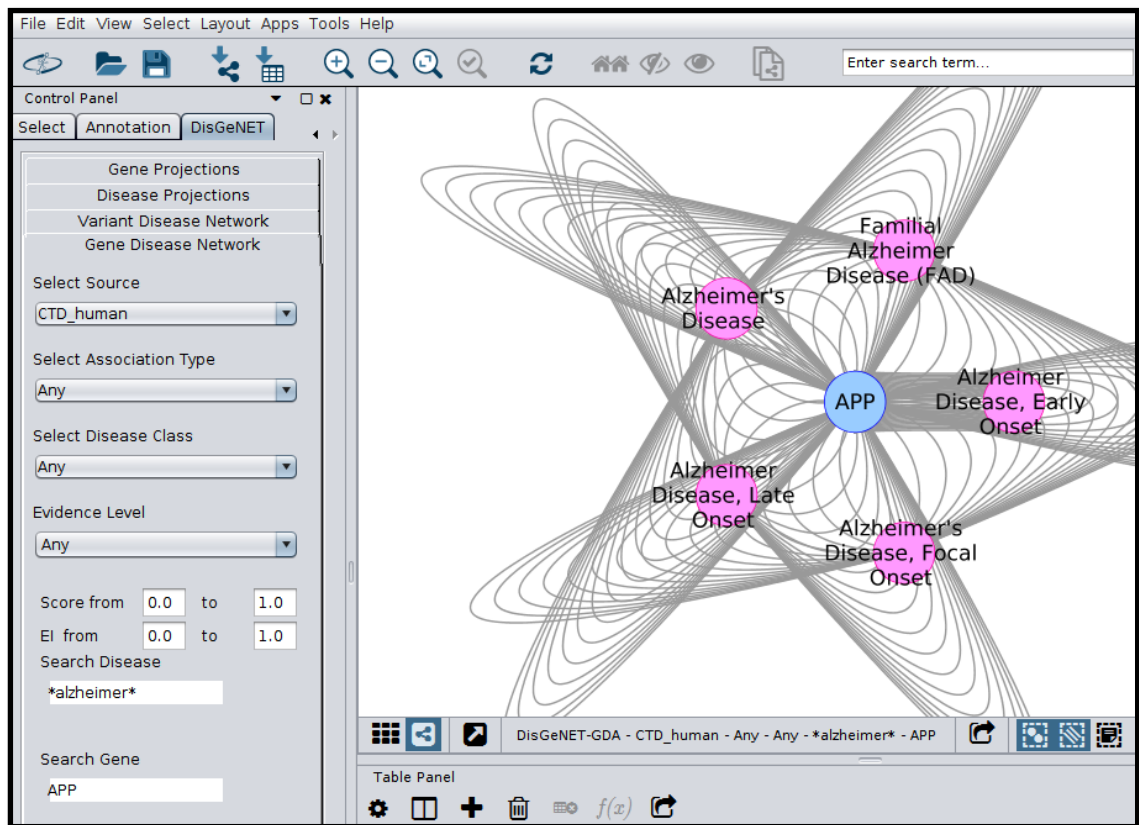 File Edit View Select Layout Apps Tools Help
Enter search term...
Control Panel
Select Annotation DisGeNET
Gene Projections
Disease Projections
Variant Disease Network
Gene Disease Network
Select Source
CTD_human
Select Association Type
Any
Select Disease Class
Any
Evidence Level
Any
Score from 0.0 to 1.0
EI from 0.0 to 1.0
Search Disease
*alzheimer*
Search Gene
APP
Familial
Alzheimer
Disease (FAD)
Alzheimer's
Disease
APP
Alzheimer
Disease, Early
Onset
Alzheimer
Disease, Late
Onset
Alzheimer's
Disease, Focal
Onset
DisGeNET-GDA - CTD_human - Any - Any - *alzheimer* - APP
Table Panel
f(x)